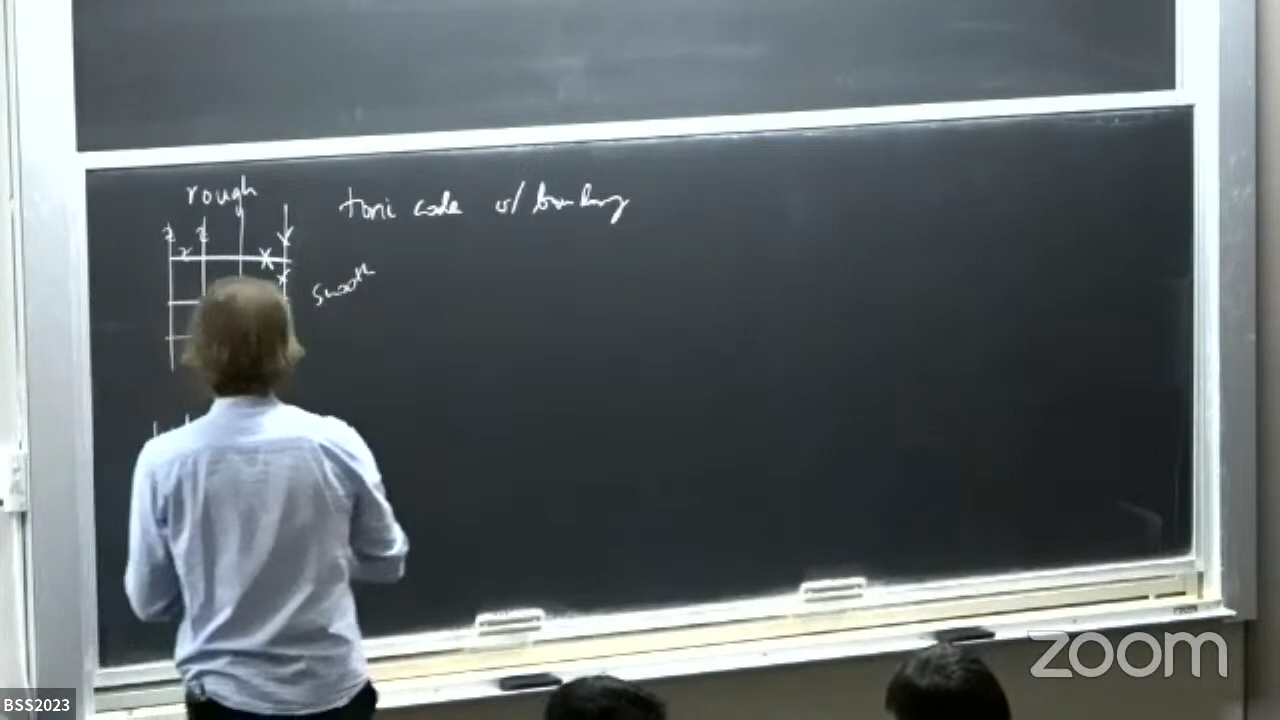 rough
toric code w/ boundary
z z
z X
X
smooth
zoom
BSS2023